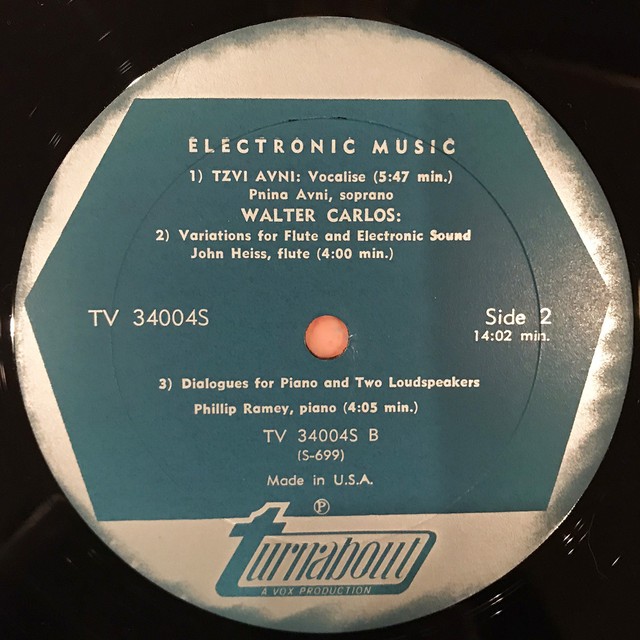 ELECTRONIC MUSIC
1) TZVI AVNI: Vocalise (5:47 min.)
Pnina Avni, soprano
WALTER CARLOS:
2) Variations for Flute and Electronic Sound
John Heiss, flute (4:00 min.)
TV 34004S
Side 2
14:02 min.
3) Dialogues for Piano and Two Loudspeakers
Phillip Ramey, piano (4:05 min.)
TV 34004S B
(S-699)
Made in U.S.A.
℗
turnabout
A VOX PRODUCTION